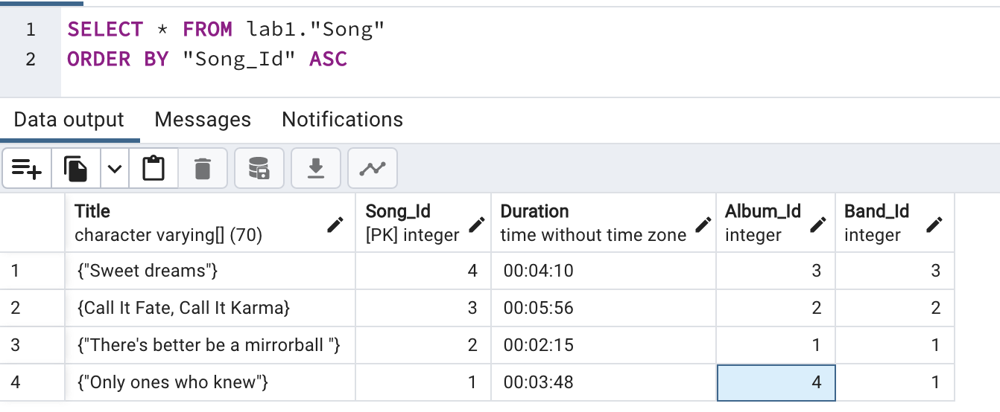 1 SELECT * FROM lab1."Song"
2 ORDER BY "Song_Id" ASC
Data output Messages Notifications
Title Song_Id Duration Album_Id Band_Id
character varying[] (70) [PK] integer time without time zone integer integer
1 {"Sweet dreams"} 4 00:04:10 3 3
2 {Call It Fate, Call It Karma} 3 00:05:56 2 2
3 {"There's better be a mirrorball "} 2 00:02:15 1 1
4 {"Only ones who knew"} 1 00:03:48 4 1